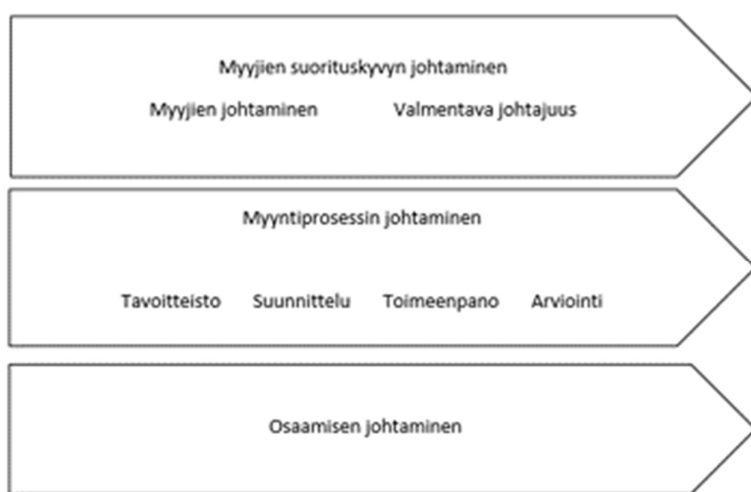 Myyjien suorituskyvyn johtaminen
Myyjien johtaminen Valmentava johtajuus
Myyntiprosessin johtaminen
Tavoitteisto Suunnittelu Toimeenpano Arviointi
Osaamisen johtaminen